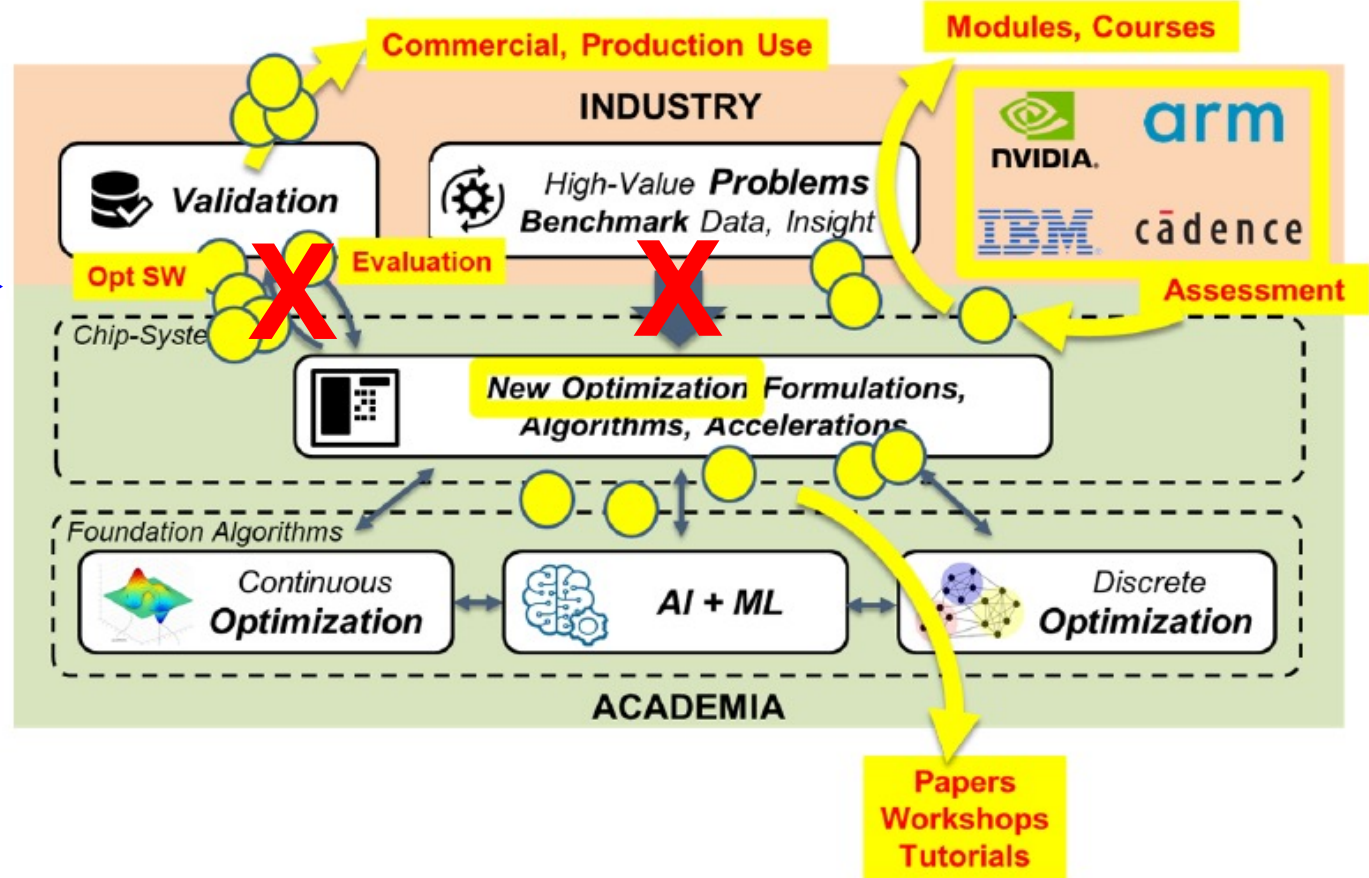 Commercial, Production Use
Modules, Courses
INDUSTRY
NVIDIA.
arm
IBM
cādence
Validation
High-Value Problems
Benchmark Data, Insight
Opt SW
X
Evaluation
X
Assessment
Chip-Syste
New Optimization Formulations,
Algorithms, Accelerations
Foundation Algorithms
Continuous
Optimization
AI + ML
Discrete
Optimization
ACADEMIA
Papers
Workshops
Tutorials